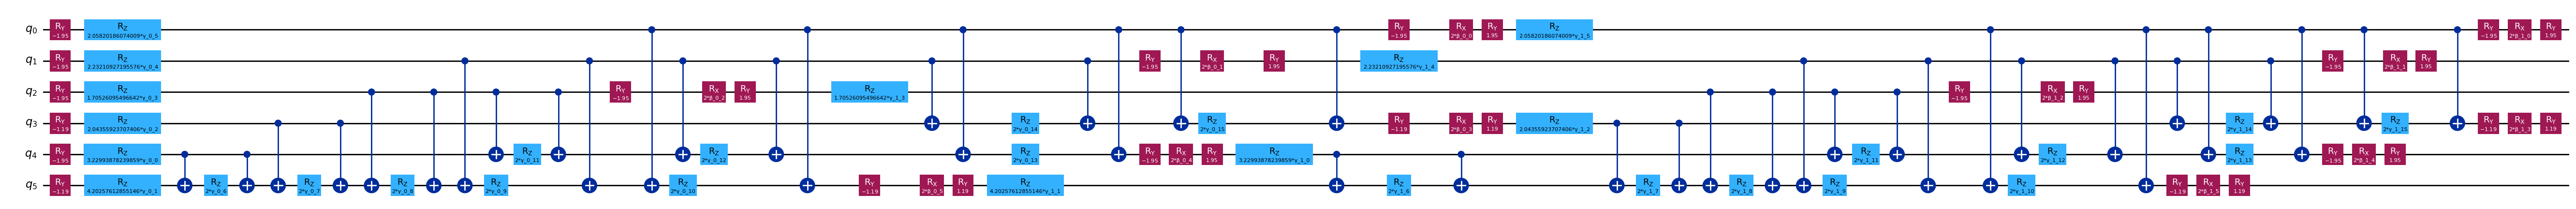 q₀ R_Y R_Z R_Y R_X R_Y R_Z R_Y R_X R_Y
−1.95 2.05820186074009*γ_0_5 −1.95 2*β_0_0 1.95 2.05820186074009*γ_1_5 −1.95 2*β_1_0 1.95
q₁ R_Y R_Z R_Y R_X R_Y R_Z R_Y R_X R_Y
−1.95 2.23210927195576*γ_0_4 −1.95 2*β_0_1 1.95 2.23210927195576*γ_1_4 −1.95 2*β_1_1 1.95
q₂ R_Y R_Z R_Y R_X R_Y R_Z R_Y R_X R_Y
−1.95 1.70526095496642*γ_0_3 −1.95 2*β_0_2 1.95 1.70526095496642*γ_1_3 −1.95 2*β_1_2 1.95
q₃ R_Y R_Z R_Z R_Z R_Y R_X R_Y R_Z R_Z R_Z R_Y R_X R_Y
−1.19 2.04355923707406*γ_0_2 2*γ_0_14 2*γ_0_15 −1.19 2*β_0_3 1.19 2.04355923707406*γ_1_2 2*γ_1_14 2*γ_1_15 −1.19 2*β_1_3 1.19
q₄ R_Y R_Z R_Z R_Z R_Z R_Y R_X R_Y R_Z R_Z R_Z R_Z R_Y R_X R_Y
−1.95 3.22993878239859*γ_0_0 2*γ_0_11 2*γ_0_12 2*γ_0_13 −1.95 2*β_0_4 1.95 3.22993878239859*γ_1_0 2*γ_1_11 2*γ_1_12 2*γ_1_13 −1.95 2*β_1_4 1.95
q₅ R_Y R_Z R_Z R_Z R_Z R_Z R_Z R_Y R_X R_Y R_Z R_Z R_Z R_Z R_Z R_Z R_Y R_X R_Y
−1.19 4.20257612855146*γ_0_1 2*γ_0_6 2*γ_0_7 2*γ_0_8 2*γ_0_9 2*γ_0_10 −1.19 2*β_0_5 1.19 4.20257612855146*γ_1_1 2*γ_1_6 2*γ_1_7 2*γ_1_8 2*γ_1_9 2*γ_1_10 −1.19 2*β_1_5 1.19